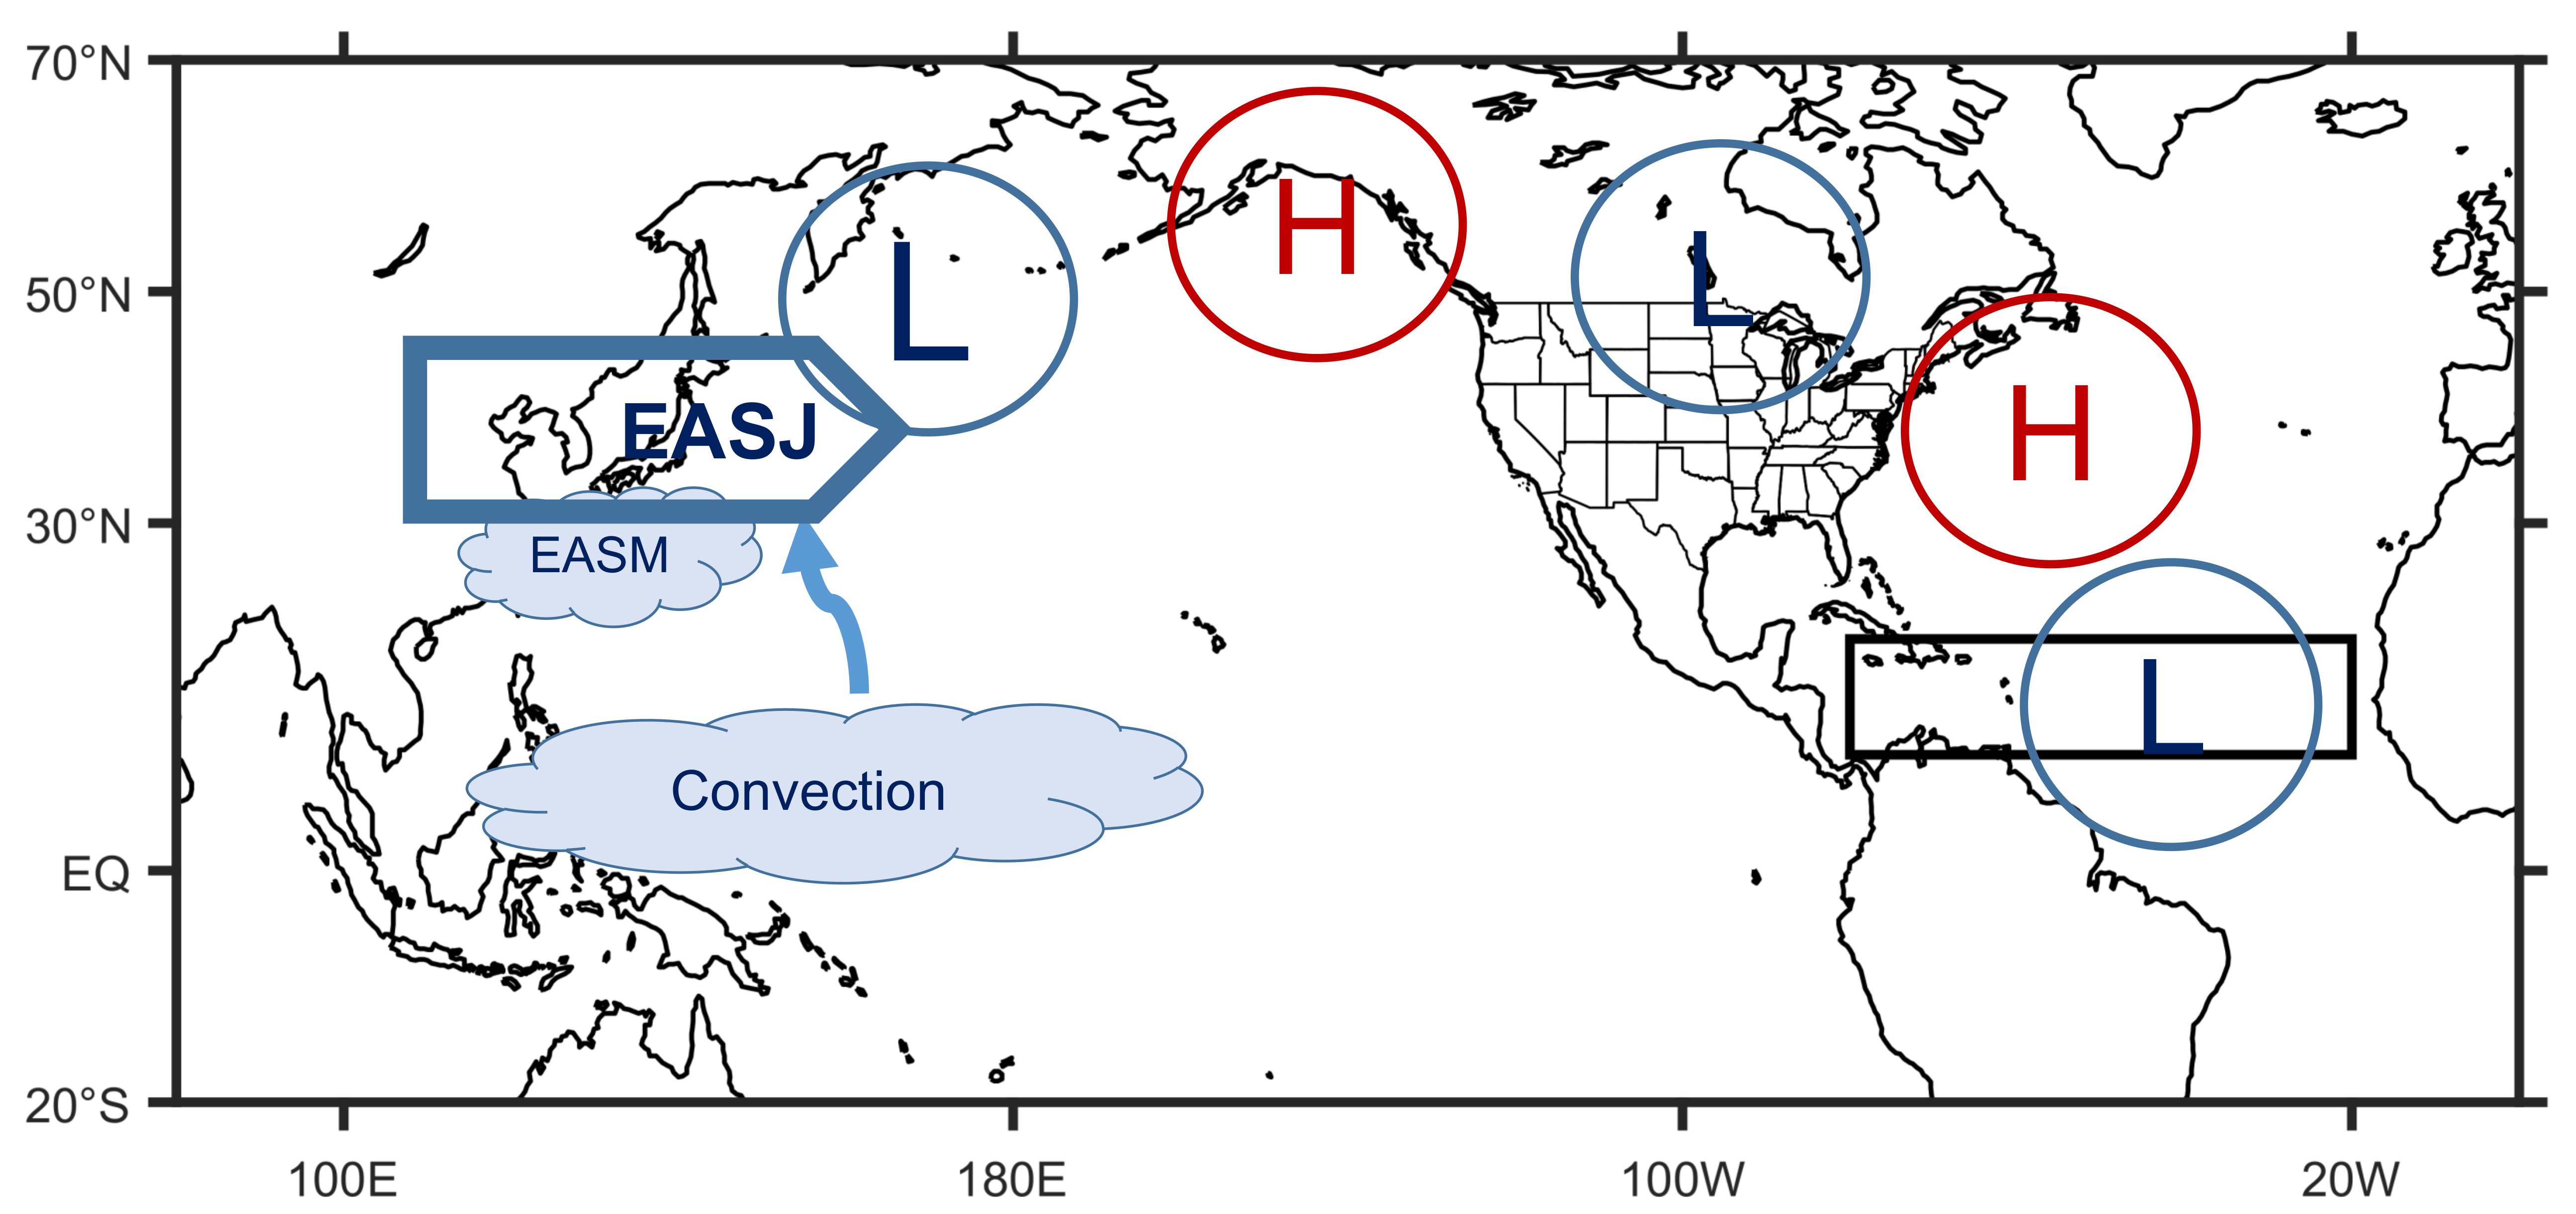 70°N
50°N
30°N
EQ
20°S
H
L
L
H
EASJ
EASM
L
Convection
100E
180E
100W
20W